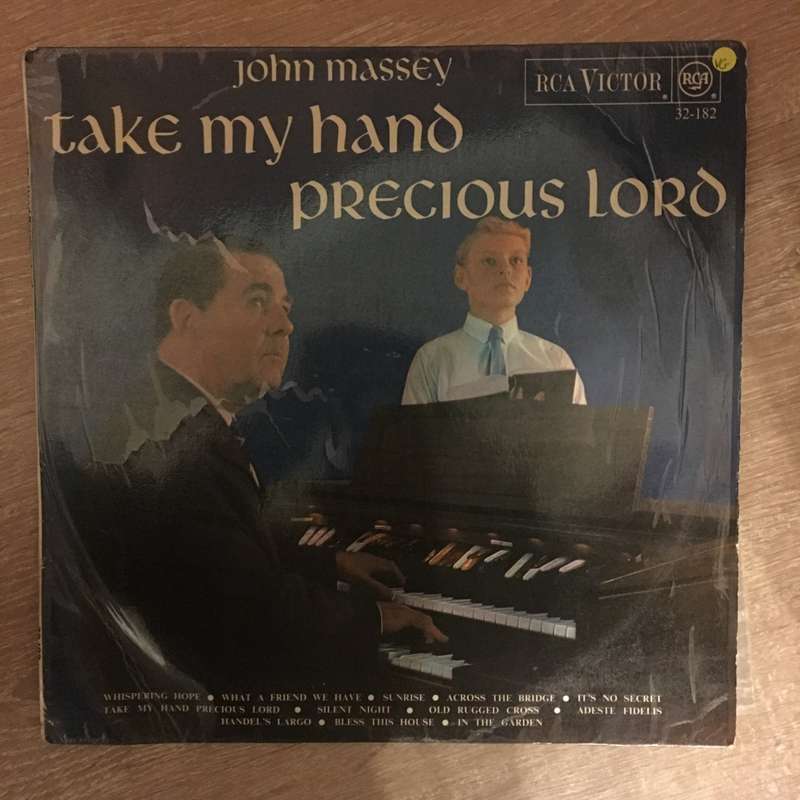 john massey
RCA VICTOR RCA VG
32-182
take my hand
precious lord
WHISPERING HOPE • WHAT A FRIEND WE HAVE • SUNRISE • ACROSS THE BRIDGE • IT'S NO SECRET
TAKE MY HAND PRECIOUS LORD • SILENT NIGHT • OLD RUGGED CROSS • ADESTE FIDELIS
HANDEL'S LARGO • BLESS THIS HOUSE • IN THE GARDEN